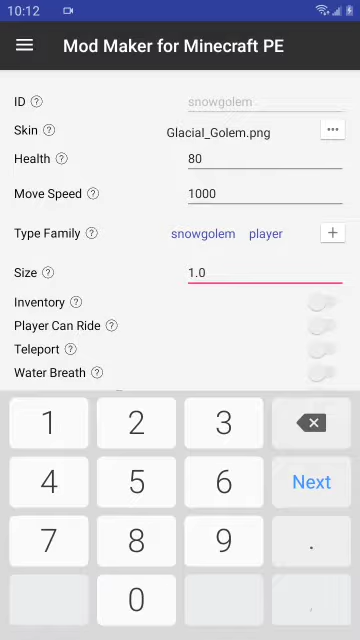 10:12
Mod Maker for Minecraft PE
ID ?
snowgolem
Skin ?
Glacial_Golem.png
...
Health ?
80
Move Speed ?
1000
Type Family ?
snowgolem player +
Size ?
1.0
Inventory ?
Player Can Ride ?
Teleport ?
Water Breath ?
1 2 3
4 5 6 Next
7 8 9 .
0 ,